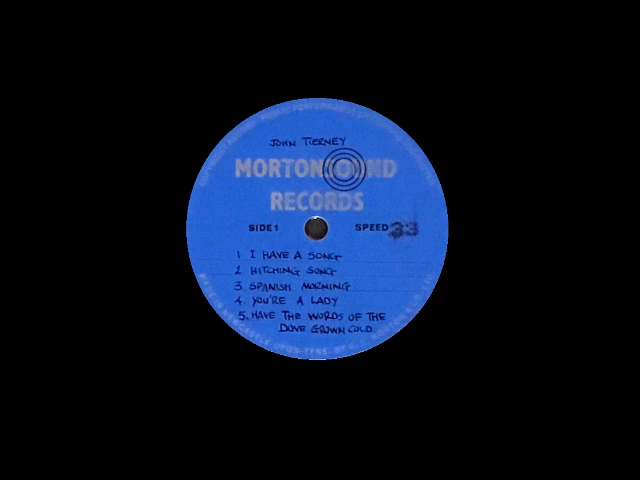 JOHN TIERNEY
MORTONSOUND
RECORDS
SIDE 1 SPEED 33
1 I HAVE A SONG
2. HITCHING SONG
3. SPANISH MORNING
4. YOU'RE A LADY
5. HAVE THE WORDS OF THE
DOVE GROWN COLD